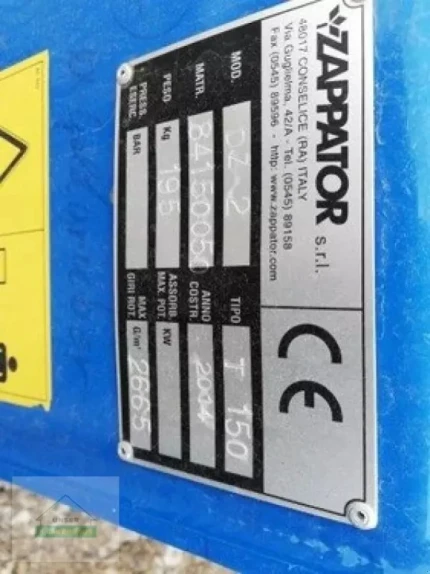 ZAPPATOR s.r.l.
48017 CONSELICE (RA) ITALY
Via Guglielma, 42/A - Tel. (0545) 89158
Fax (0545) 89596 - http: www.zappator.com
MOD. DZ-2 TIPO T 150
MATR. 84150050 ANNO COSTR. 2004
PESO Kg 195 ASSORB. MAX. POT. KW
PRESS. ESERC. BAR MAX GIRI ROT. G/m' 2665
CE